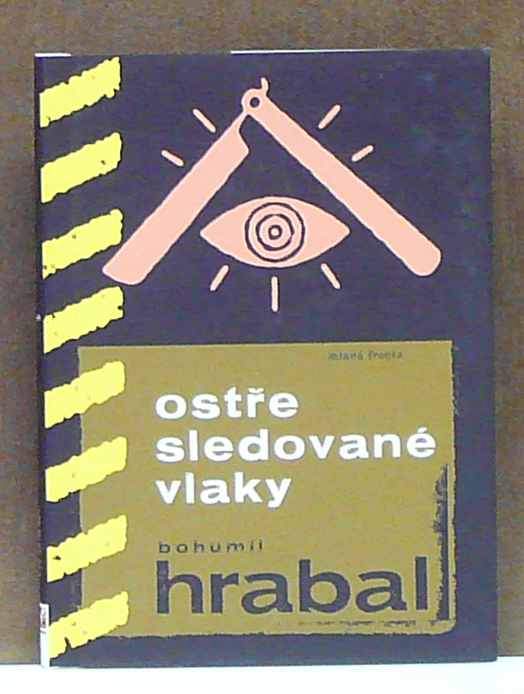 mladá fronta
ostře
sledované
vlaky
bohumil
hrabal